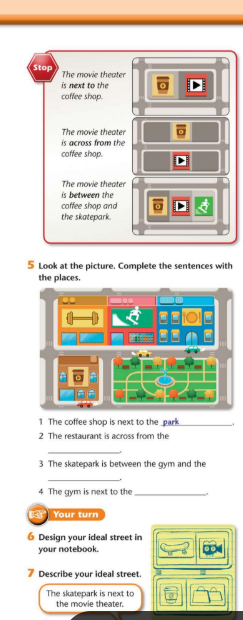 Stop
The movie theater
is next to the
coffee shop.
The movie theater
is across from the
coffee shop.
The movie theater
is between the
coffee shop and
the skatepark.
5 Look at the picture. Complete the sentences with
the places.
1 The coffee shop is next to the park.
2 The restaurant is across from the
.
3 The skatepark is between the gym and the
.
4 The gym is next to the .
Your turn
6 Design your ideal street in
your notebook.
7 Describe your ideal street.
The skatepark is next to
the movie theater.